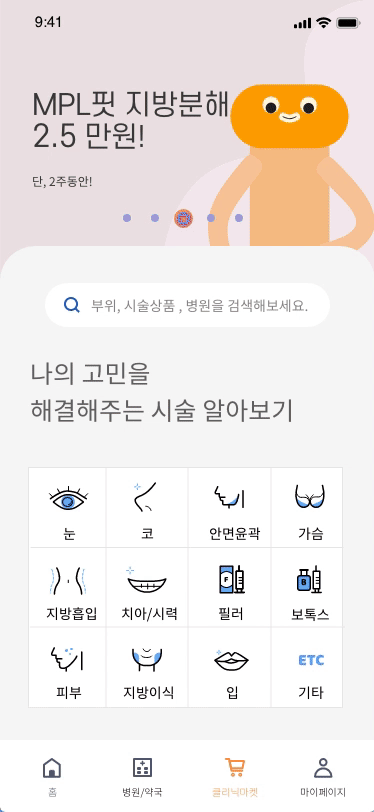 9:41
MPL핏 지방분해
2.5 만원!
단, 2주동안!
부위, 시술상품 , 병원을 검색해보세요.
나의 고민을
해결해주는 시술 알아보기
눈
코
안면윤곽
가슴
지방흡입
치아/시력
F
필러
B
보톡스
피부
지방이식
입
ETC
기타
홈
병원/약국
클리닉마켓
마이페이지